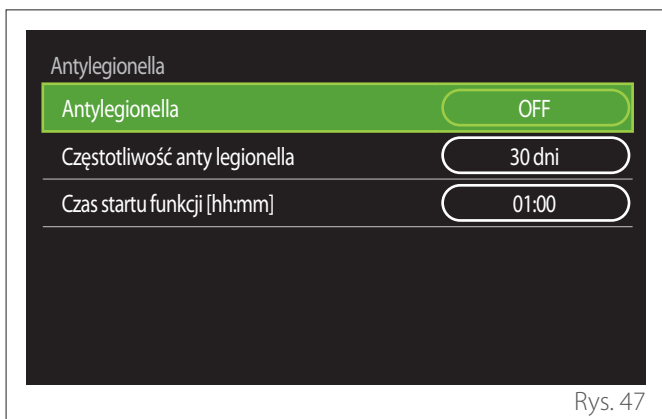 Antylegionella
Antylegionella OFF
Częstotliwość anty legionella 30 dni
Czas startu funkcji [hh:mm] 01:00
Rys. 47